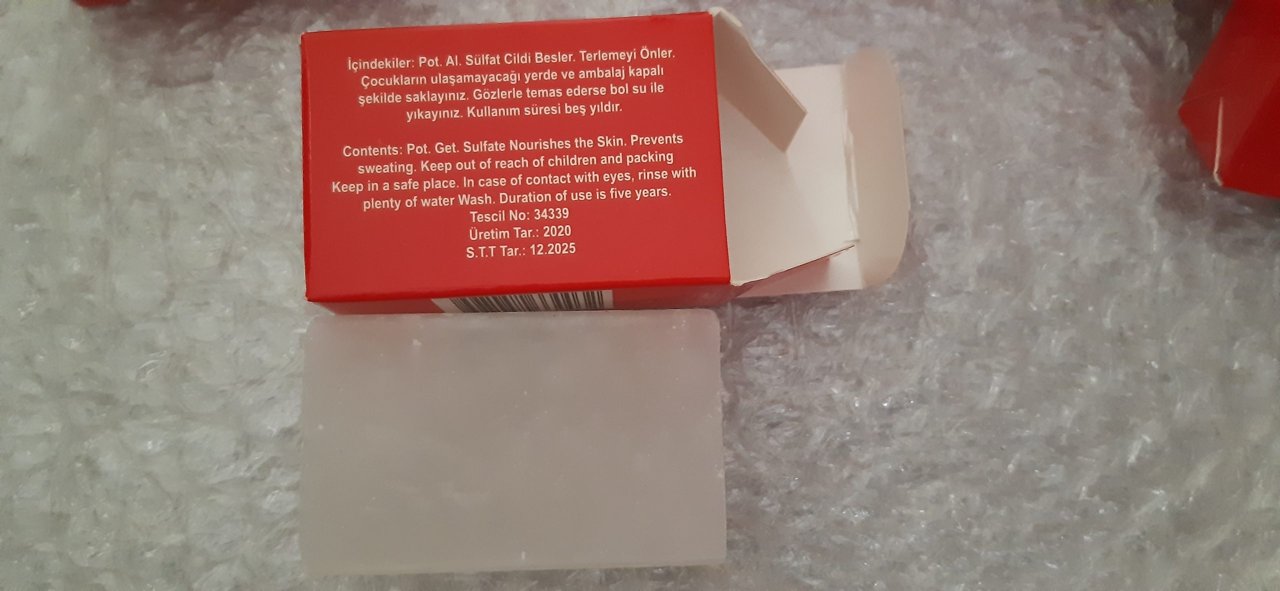 İçindekiler: Pot. Al. Sülfat Cildi Besler. Terlemeyi Önler.
Çocukların ulaşamayacağı yerde ve ambalaj kapalı
şekilde saklayınız. Gözlerle temas ederse bol su ile
yıkayınız. Kullanım süresi beş yıldır.
Contents: Pot. Get. Sulfate Nourishes the Skin. Prevents
sweating. Keep out of reach of children and packing
Keep in a safe place. In case of contact with eyes, rinse with
plenty of water Wash. Duration of use is five years.
Tescil No: 34339
Üretim Tar.: 2020
S.T.T Tar.: 12.2025